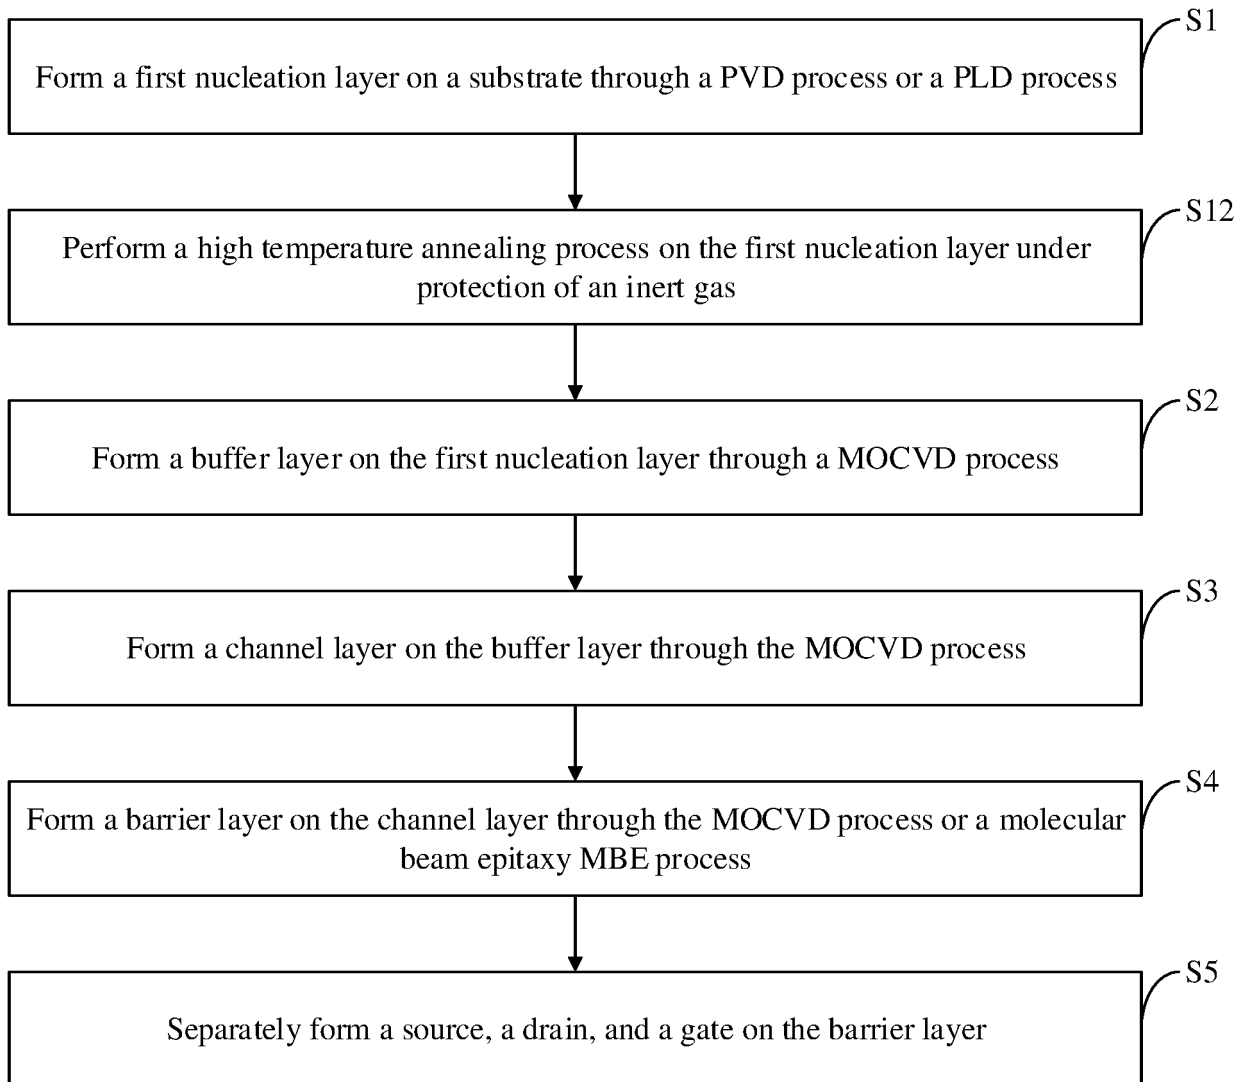 S1
Form a first nucleation layer on a substrate through a PVD process or a PLD process
S12
Perform a high temperature annealing process on the first nucleation layer under
protection of an inert gas
S2
Form a buffer layer on the first nucleation layer through a MOCVD process
S3
Form a channel layer on the buffer layer through the MOCVD process
S4
Form a barrier layer on the channel layer through the MOCVD process or a molecular
beam epitaxy MBE process
S5
Separately form a source, a drain, and a gate on the barrier layer